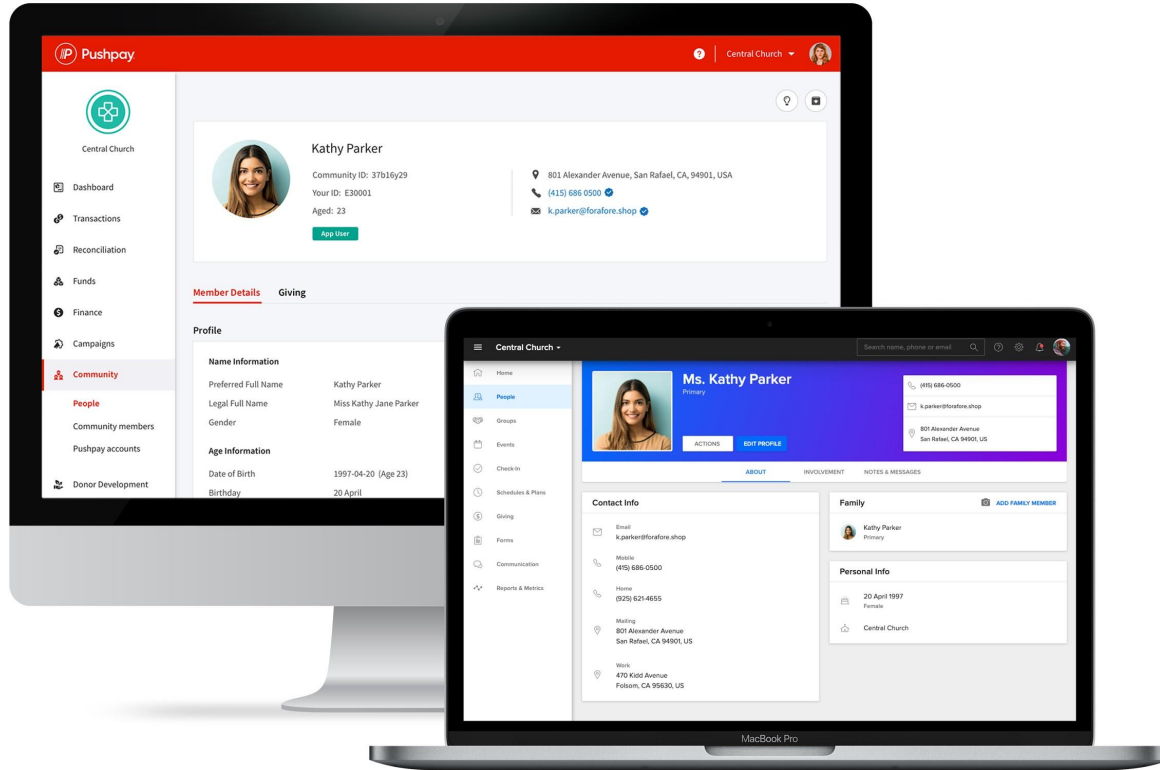 Pushpay
Central Church
Central Church
Dashboard
Transactions
Reconciliation
Funds
Finance
Campaigns
Community
People
Community members
Pushpay accounts
Donor Development
Kathy Parker
Community ID: 37b16y29
Your ID: E30001
Aged: 23
App User
801 Alexander Avenue, San Rafael, CA, 94901, USA
(415) 686 0500
k.parker@forafore.shop
Member Details Giving
Profile
Name Information
Preferred Full Name Kathy Parker
Legal Full Name Miss Kathy Jane Parker
Gender Female
Age Information
Date of Birth 1997-04-20 (Age 23)
Birthday 20 April
Central Church
Search name, phone or email
Home
People
Groups
Events
Check-In
Schedules & Plans
Giving
Forms
Communication
Reports & Metrics
Ms. Kathy Parker
Primary
ACTIONS EDIT PROFILE
(415) 686-0500
k.parker@forafore.shop
801 Alexander Avenue
San Rafael, CA 94901, US
ABOUT INVOLVEMENT NOTES & MESSAGES
Contact Info
Email
k.parker@forafore.shop
Mobile
(415) 686-0500
Home
(925) 621-4655
Mailing
801 Alexander Avenue
San Rafael, CA 94901, US
Work
470 Kidd Avenue
Folsom, CA 95630, US
Family ADD FAMILY MEMBER
Kathy Parker
Primary
Personal Info
20 April 1997
Female
Central Church
MacBook Pro